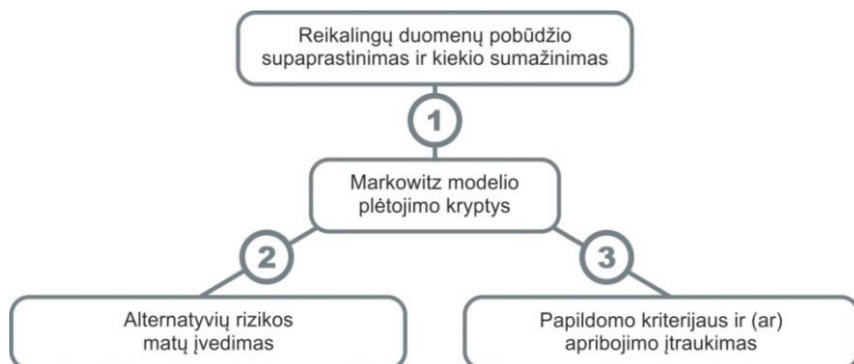 Reikalingų duomenų pobūdžio
supaprastinimas ir kiekio sumažinimas
1
Markowitz modelio
plėtojimo kryptys
2
3
Alternatyvių rizikos
matų įvedimas
Papildomo kriterijaus ir (ar)
apribojimo įtraukimas